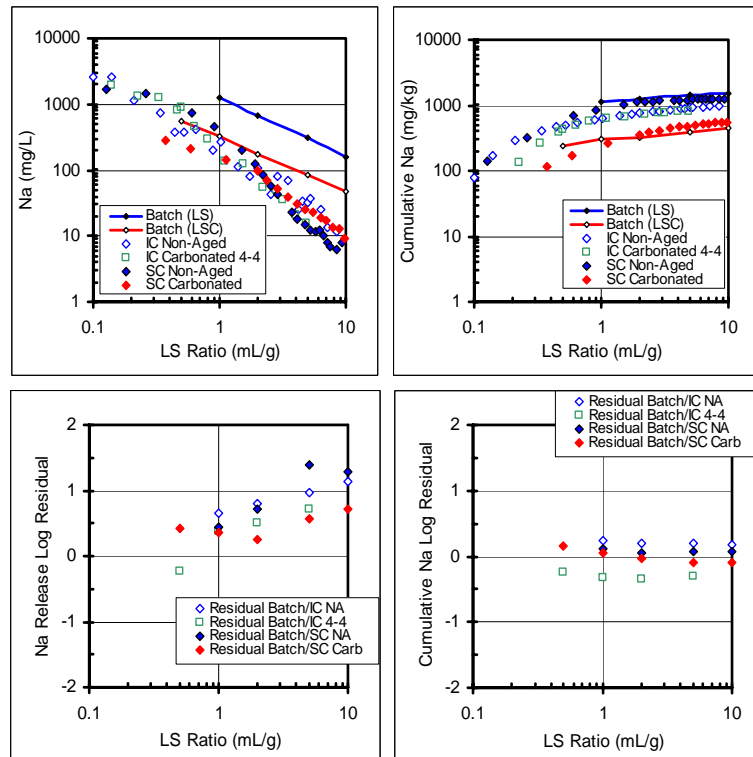 10000
1000
100
10
1
Na (mg/L)
Batch (LS)
Batch (LSC)
IC Non-Aged
IC Carbonated 4-4
SC Non-Aged
SC Carbonated
0.1
1
10
LS Ratio (mL/g)
10000
1000
100
10
1
Cumulative Na (mg/kg)
Batch (LS)
Batch (LSC)
IC Non-Aged
IC Carbonated 4-4
SC Non-Aged
SC Carbonated
0.1
1
10
LS Ratio (mL/g)
2
1
0
-1
-2
Na Release Log Residual
Residual Batch/IC NA
Residual Batch/IC 4-4
Residual Batch/SC NA
Residual Batch/SC Carb
0.1
1
10
LS Ratio (mL/g)
Residual Batch/IC NA
Residual Batch/IC 4-4
Residual Batch/SC NA
Residual Batch/SC Carb
2
1
0
-1
-2
Cumulative Na Log Residual
0.1
1
10
LS Ratio (mL/g)